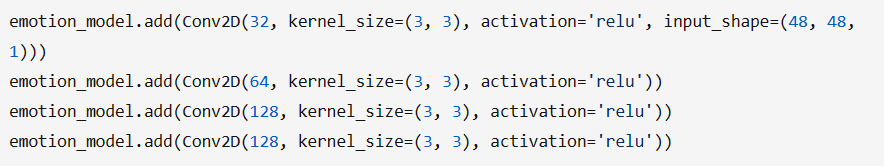 emotion_model.add(Conv2D(32, kernel_size=(3, 3), activation='relu', input_shape=(48, 48,
1)))
emotion_model.add(Conv2D(64, kernel_size=(3, 3), activation='relu'))
emotion_model.add(Conv2D(128, kernel_size=(3, 3), activation='relu'))
emotion_model.add(Conv2D(128, kernel_size=(3, 3), activation='relu'))